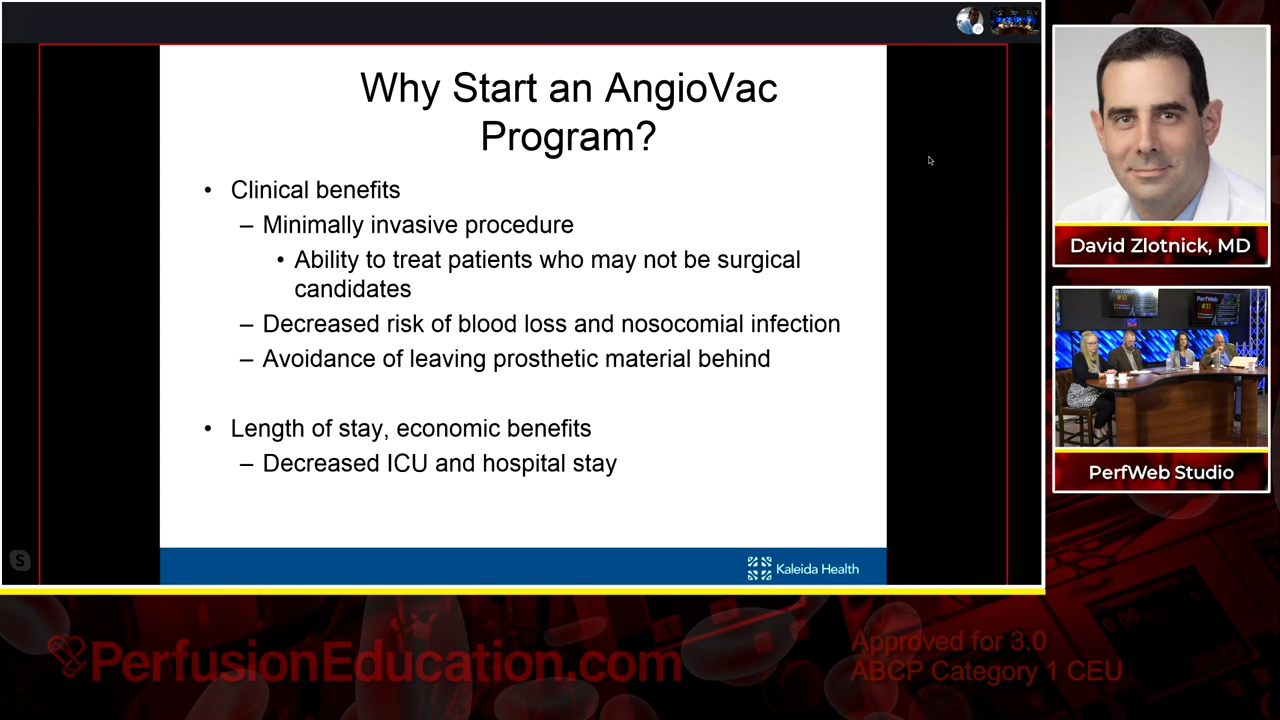 Why Start an AngioVac
Program?
• Clinical benefits
– Minimally invasive procedure
• Ability to treat patients who may not be surgical
candidates
– Decreased risk of blood loss and nosocomial infection
– Avoidance of leaving prosthetic material behind
• Length of stay, economic benefits
– Decreased ICU and hospital stay
Kaleida Health
S
David Zlotnick, MD
PerfWeb
PerfWeb Studio
PerfusionEducation.com
Approved for 3.0
ABCP Category 1 CEU